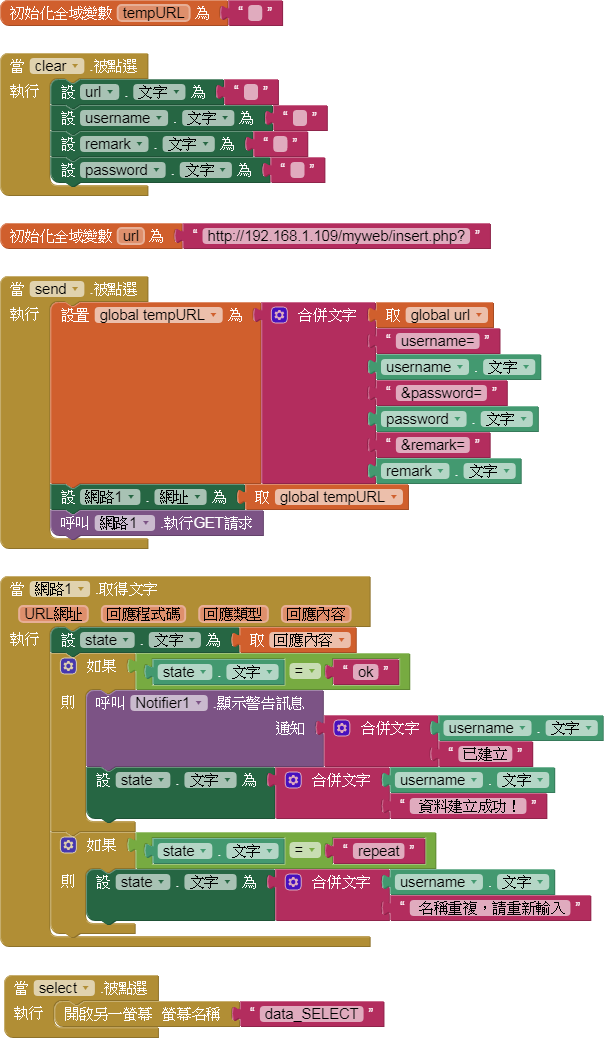 初始化全域變數 tempURL 為 “ ”
當 clear .被點選
執行 設 url . 文字 為 “ ”
設 username . 文字 為 “ ”
設 remark . 文字 為 “ ”
設 password . 文字 為 “ ”
初始化全域變數 url 為 “ http://192.168.1.109/myweb/insert.php? ”
當 send .被點選
執行 設置 global tempURL 為 合併文字 取 global url
“ username= ”
username . 文字
“ &password= ”
password . 文字
“ &remark= ”
remark . 文字
設 網路1 . 網址 為 取 global tempURL
呼叫 網路1 .執行GET請求
當 網路1 .取得文字
URL網址 回應程式碼 回應類型 回應內容
執行 設 state . 文字 為 取 回應內容
如果 state . 文字 = “ ok ”
則 呼叫 Notifier1 .顯示警告訊息
通知 合併文字 username . 文字
“ 已建立 ”
設 state . 文字 為 合併文字 username . 文字
“ 資料建立成功！ ”
如果 state . 文字 = “ repeat ”
則 設 state . 文字 為 合併文字 username . 文字
“ 名稱重複，請重新輸入 ”
當 select .被點選
執行 開啟另一螢幕 螢幕名稱 “ data_SELECT ”